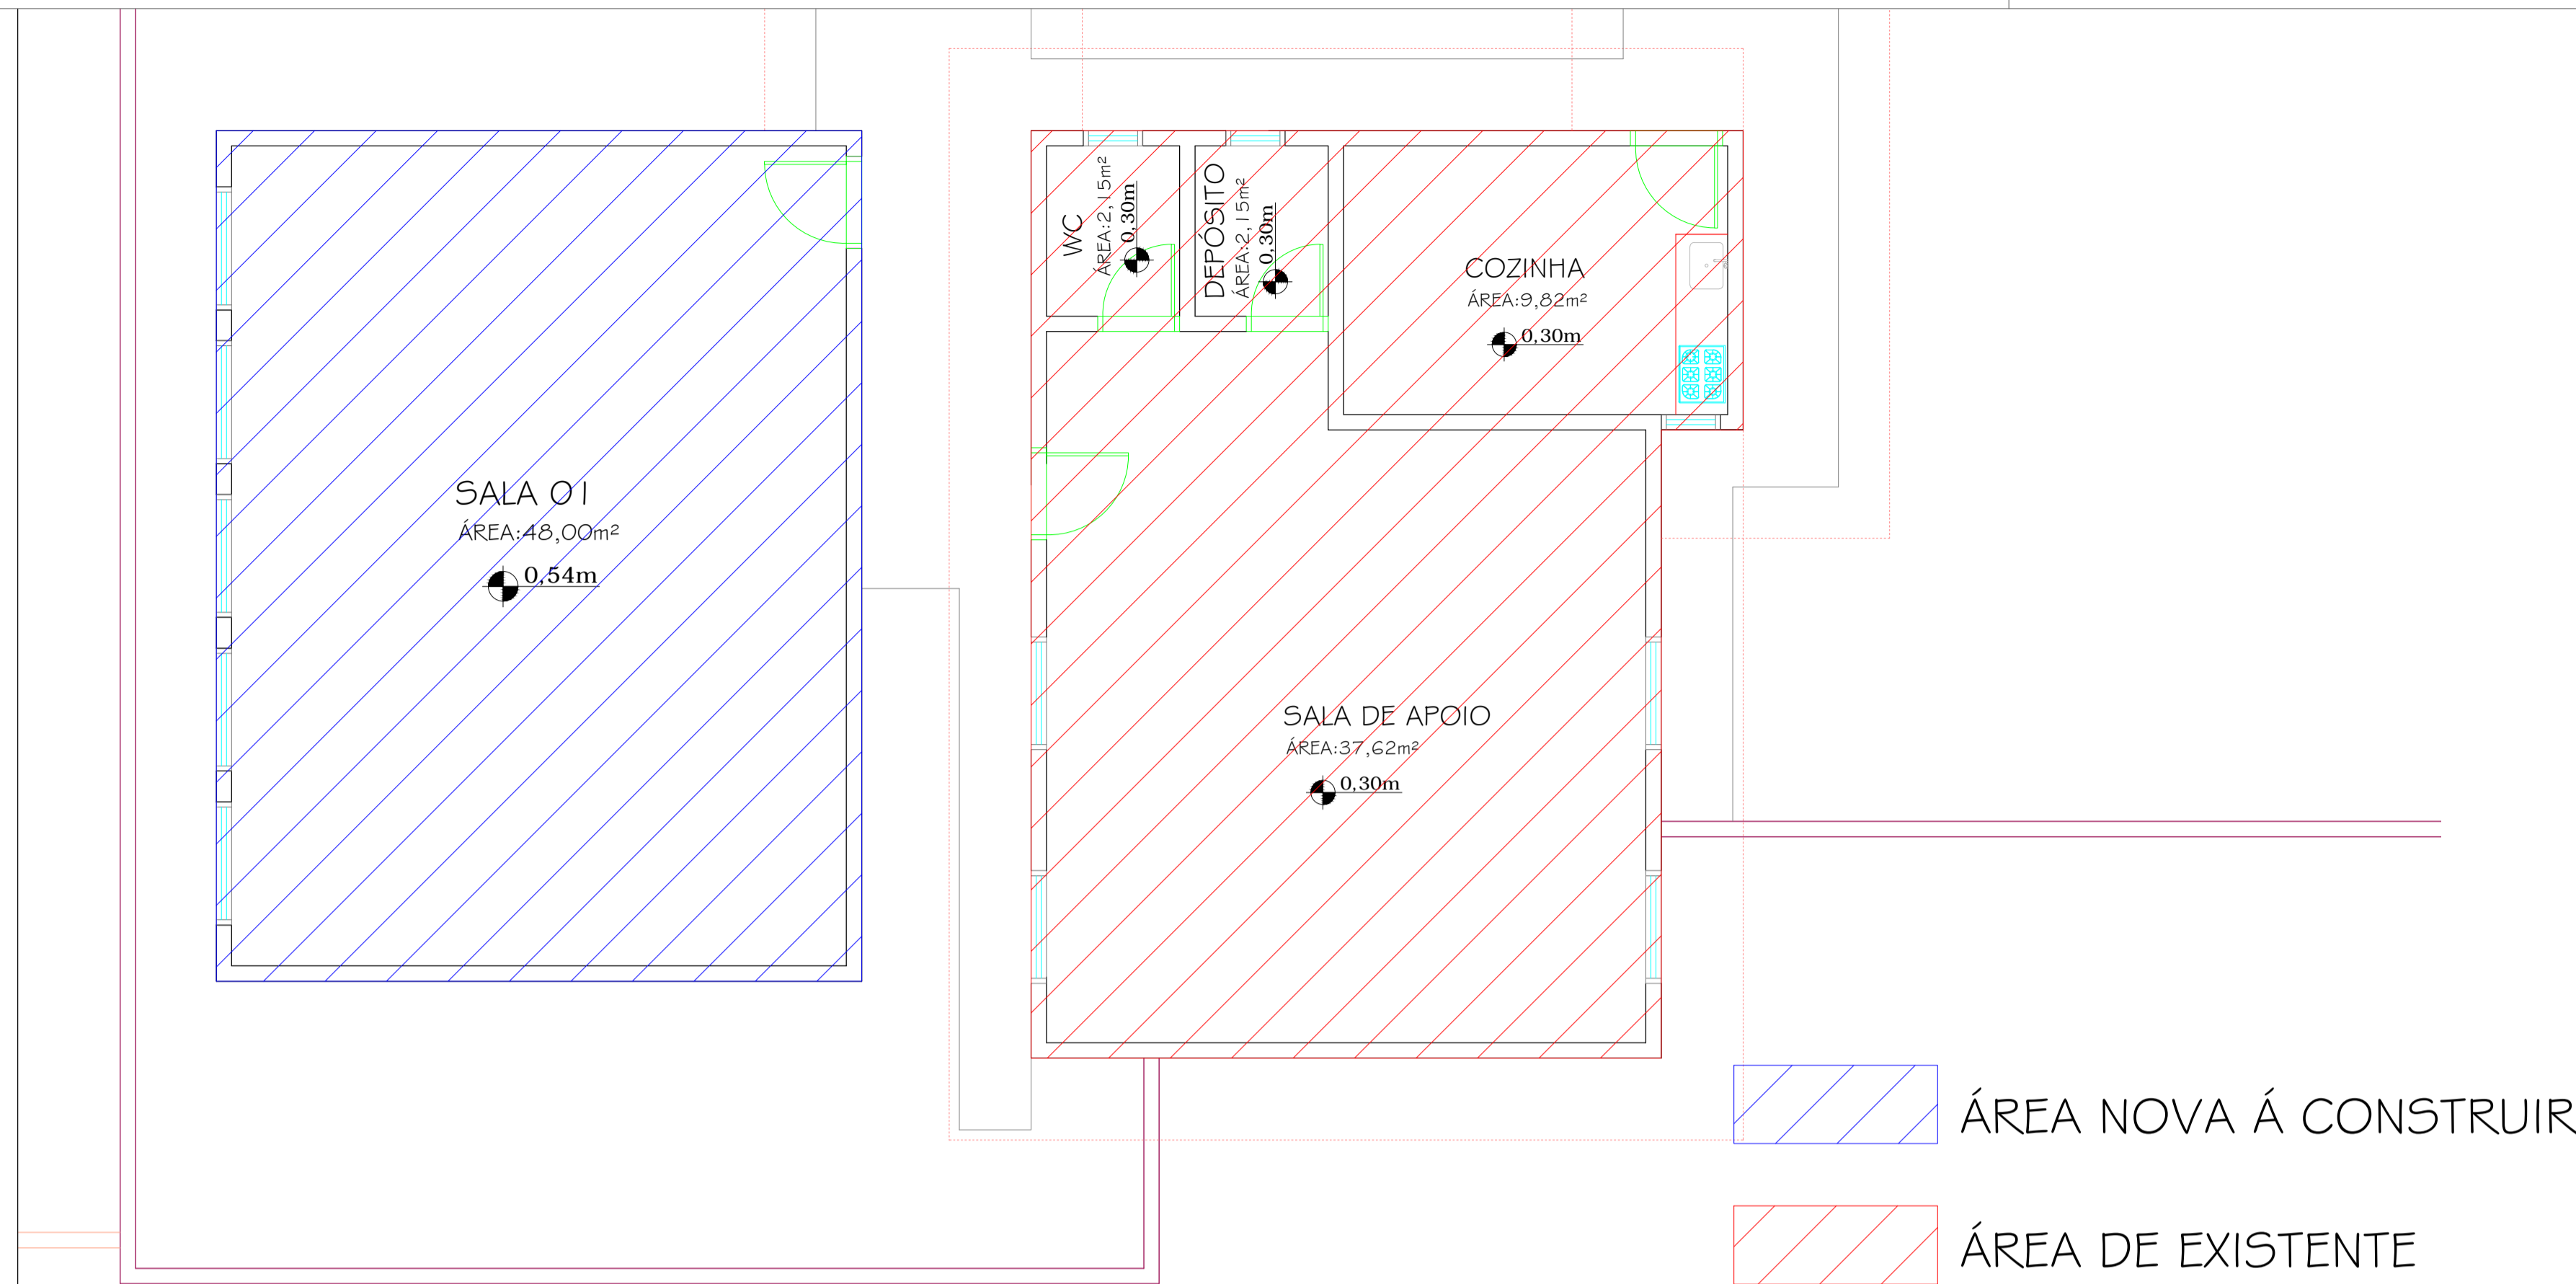 WC
ÁREA:2,15m²
0,30m
DEPÓSITO
ÁREA:2,15m²
0,30m
COZINHA
ÁREA:9,82m²
0,30m
SALA 01
ÁREA:48,00m²
0,54m
SALA DE APOIO
ÁREA:37,62m²
0,30m
ÁREA NOVA Á CONSTRUIR
ÁREA DE EXISTENTE